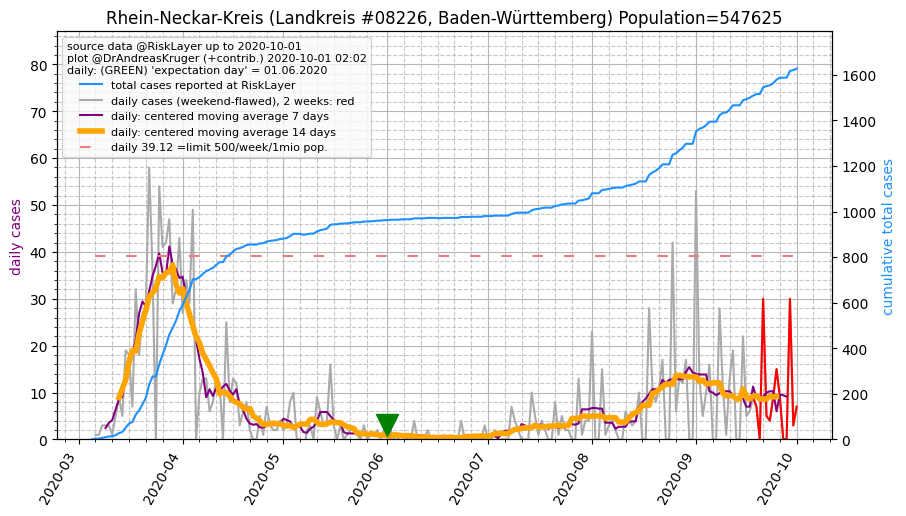 Rhein-Neckar-Kreis (Landkreis #08226, Baden-Württemberg) Population=547625
source data @RiskLayer up to 2020-10-01
plot @DrAndreasKruger (+contrib.) 2020-10-01 02:02
daily: (GREEN) 'expectation day' = 01.06.2020
total cases reported at RiskLayer
daily cases (weekend-flawed), 2 weeks: red
daily: centered moving average 7 days
daily: centered moving average 14 days
daily 39.12 =limit 500/week/1mio pop.
daily cases
80
70
60
50
40
30
20
10
0
cumulative total cases
1600
1400
1200
1000
800
600
400
200
0
2020-03
2020-04
2020-05
2020-06
2020-07
2020-08
2020-09
2020-10